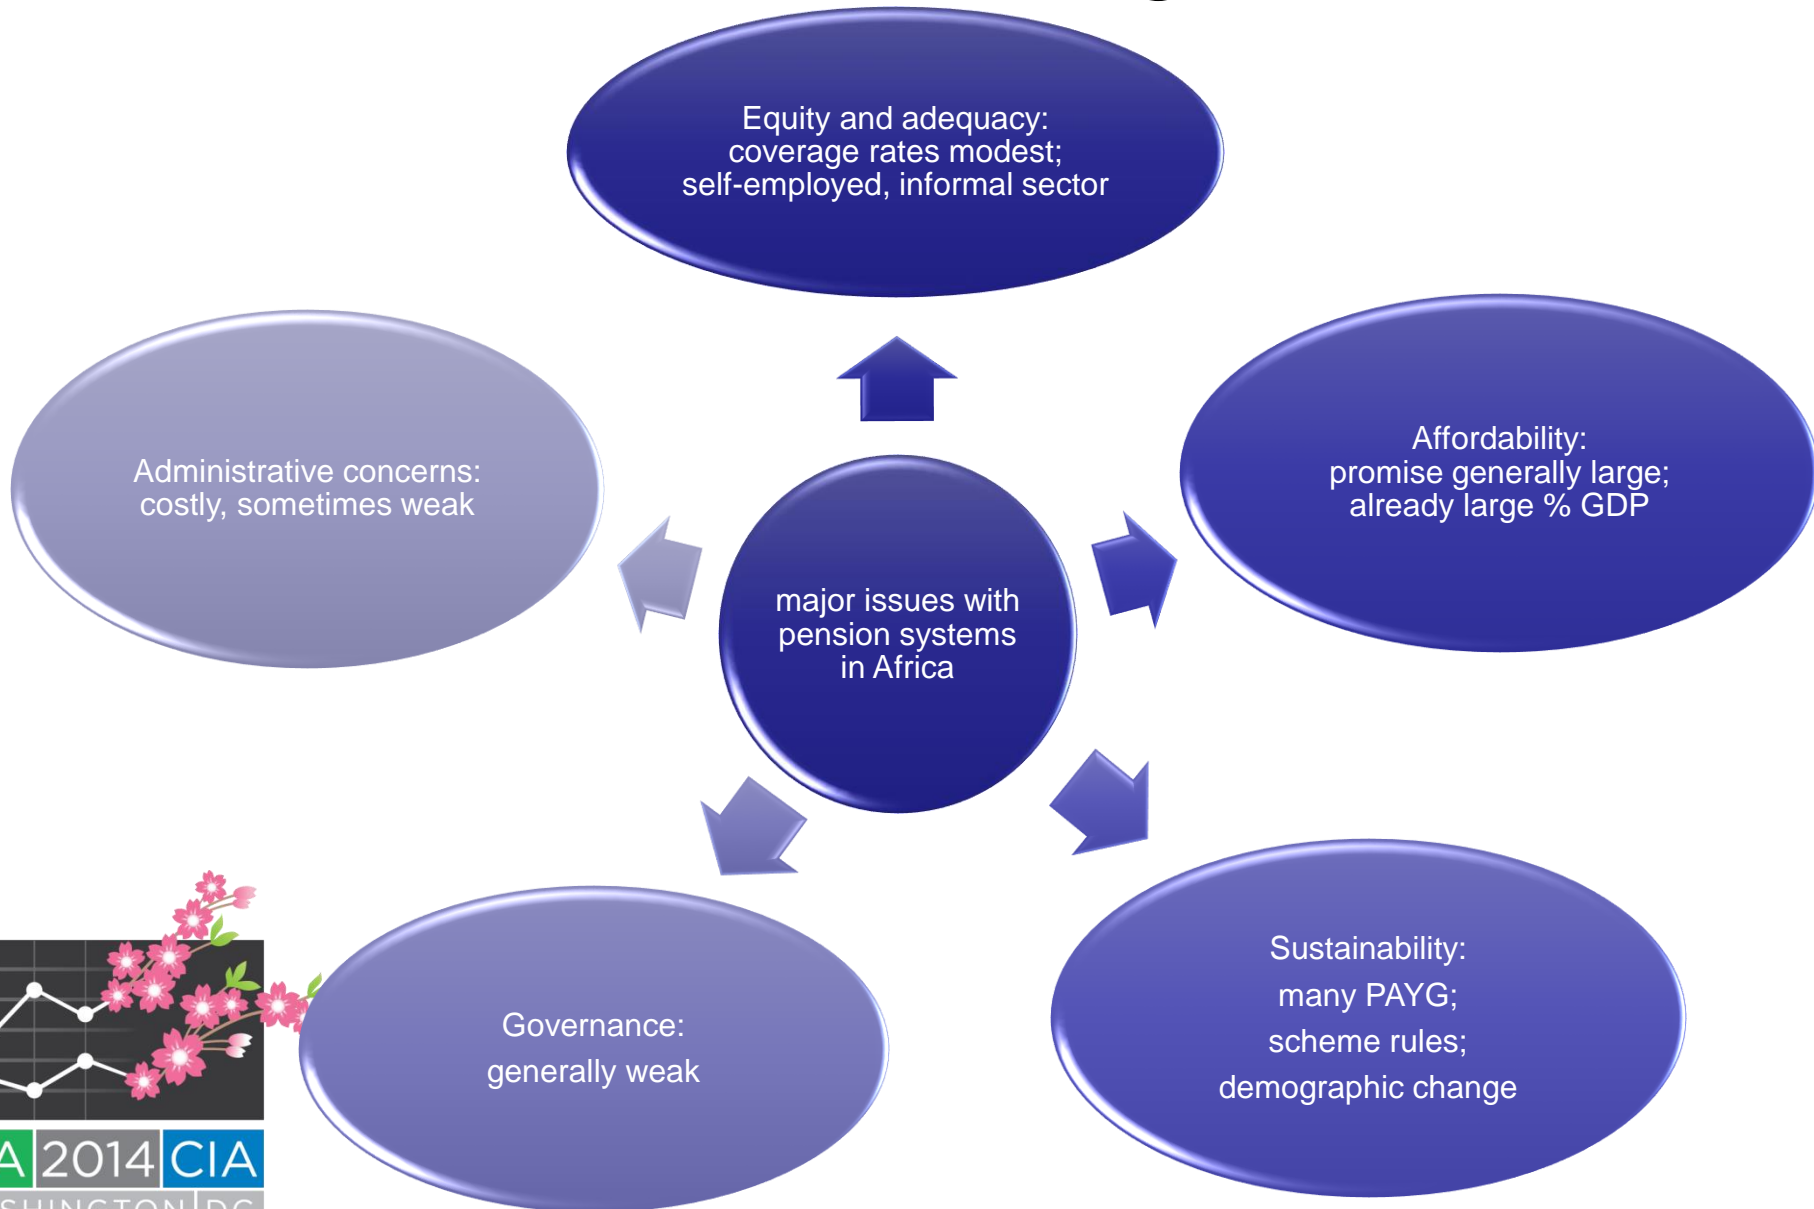 Equity and adequacy:
coverage rates modest;
self-employed, informal sector
Administrative concerns:
costly, sometimes weak
Affordability:
promise generally large;
already large % GDP
major issues with
pension systems
in Africa
Governance:
generally weak
Sustainability:
many PAYG;
scheme rules;
demographic change
A 2014 CIA
SHINGTON DC